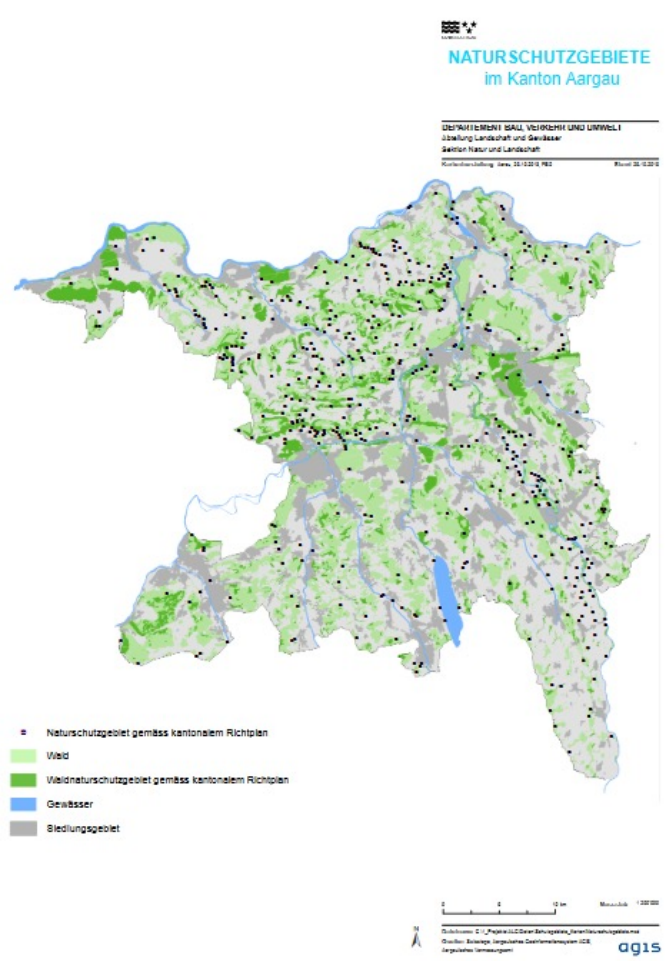 NATURSCHUTZGEBIETE
im Kanton Aargau
DEPARTEMENT BAU, VERKEHR UND UMWELT
Abteilung Landschaft und Gewässer
Sektion Natur und Landschaft
Naturschutzgebiet gemäss kantonalem Richtplan
Wald
Waldnaturschutzgebiet gemäss kantonalem Richtplan
Gewässer
Siedlungsgebiet
N
agis